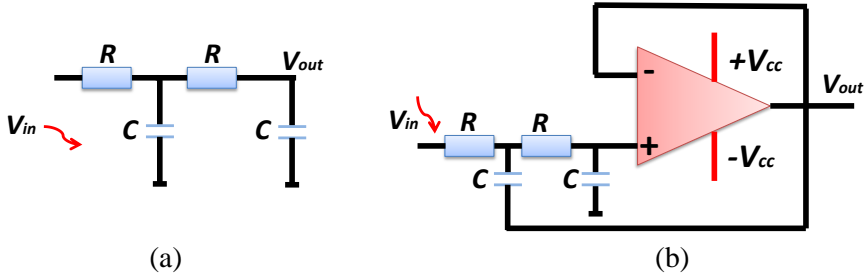 R R
Vout
Vin
C C
(a)
+Vcc
-
Vout
Vin
R R
+
-Vcc
C C
(b)